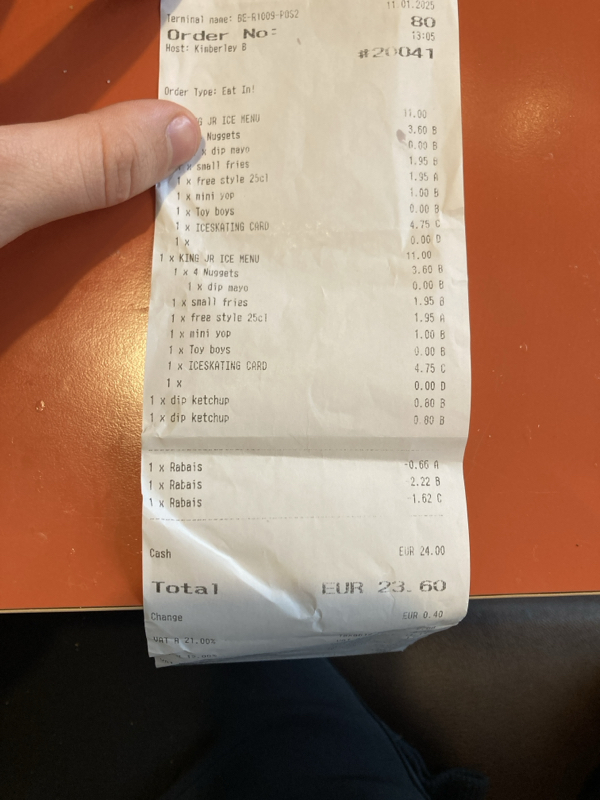 11.01.2025
Terminal name: BE-R1009-POS2 80
Order No: 13:05
Host: Kimberley B #20041
Order Type: Eat In!
JR ICE MENU 11.00
Nuggets 3.60 B
x dip mayo 0.00 B
x small fries 1.95 B
1 x free style 25cl 1.95 A
1 x mini yop 1.00 B
1 x Toy boys 0.00 B
1 x ICESKATING CARD 4.75 C
1 x 0.00 D
1 x KING JR ICE MENU 11.00
1 x 4 Nuggets 3.60 B
1 x dip mayo 0.00 B
1 x small fries 1.95 B
1 x free style 25cl 1.95 A
1 x mini yop 1.00 B
1 x Toy boys 0.00 B
1 x ICESKATING CARD 4.75 C
1 x 0.00 D
1 x dip ketchup 0.80 B
1 x dip ketchup 0.80 B
1 x Rabais -0.66 A
1 x Rabais -2.22 B
1 x Rabais -1.62 C
Cash EUR 24.00
Total EUR 23.60
Change EUR 0.40
VAT A 21.00%